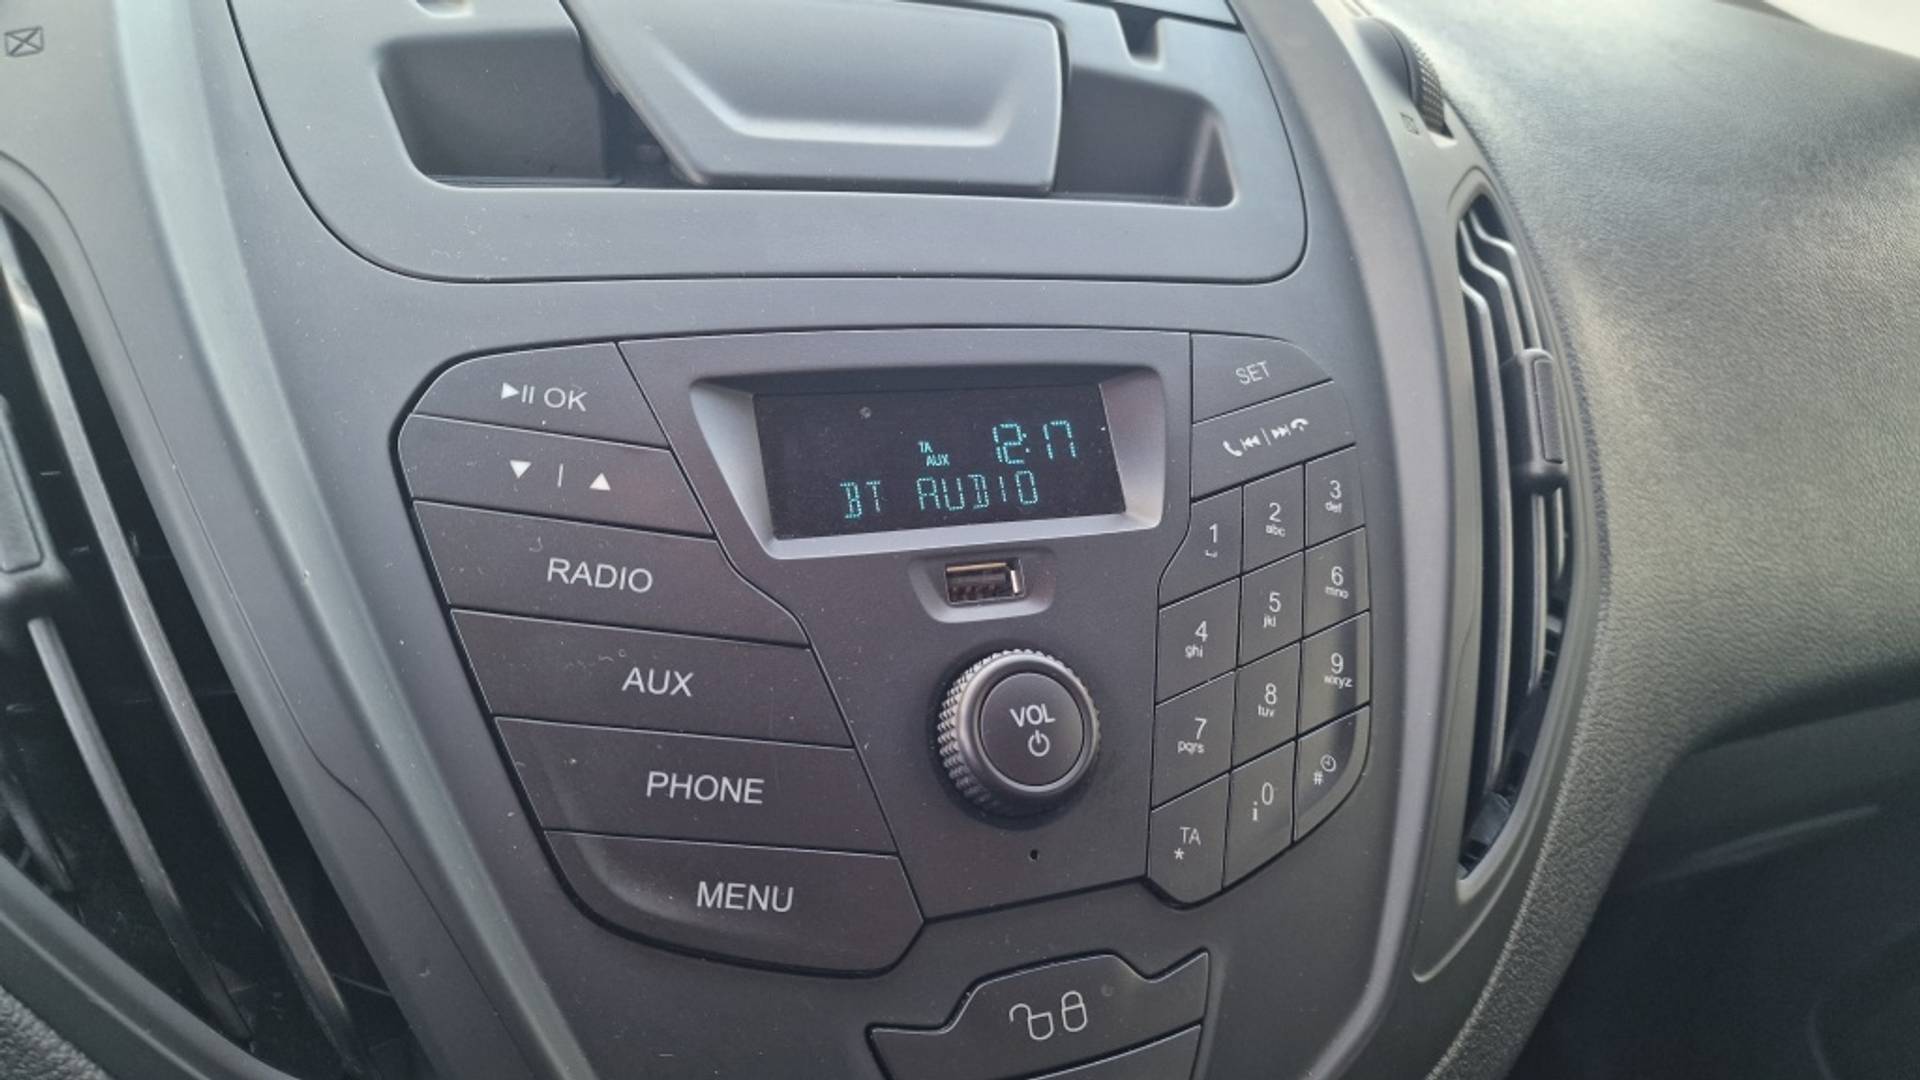 OK
SET
TA
AUX 12:17
BT AUDIO
RADIO
AUX
PHONE
MENU
VOL
1
2
abc
3
def
4
ghi
5
jkl
6
mno
7
pqrs
8
tuv
9
wxyz
TA
*
i 0
#